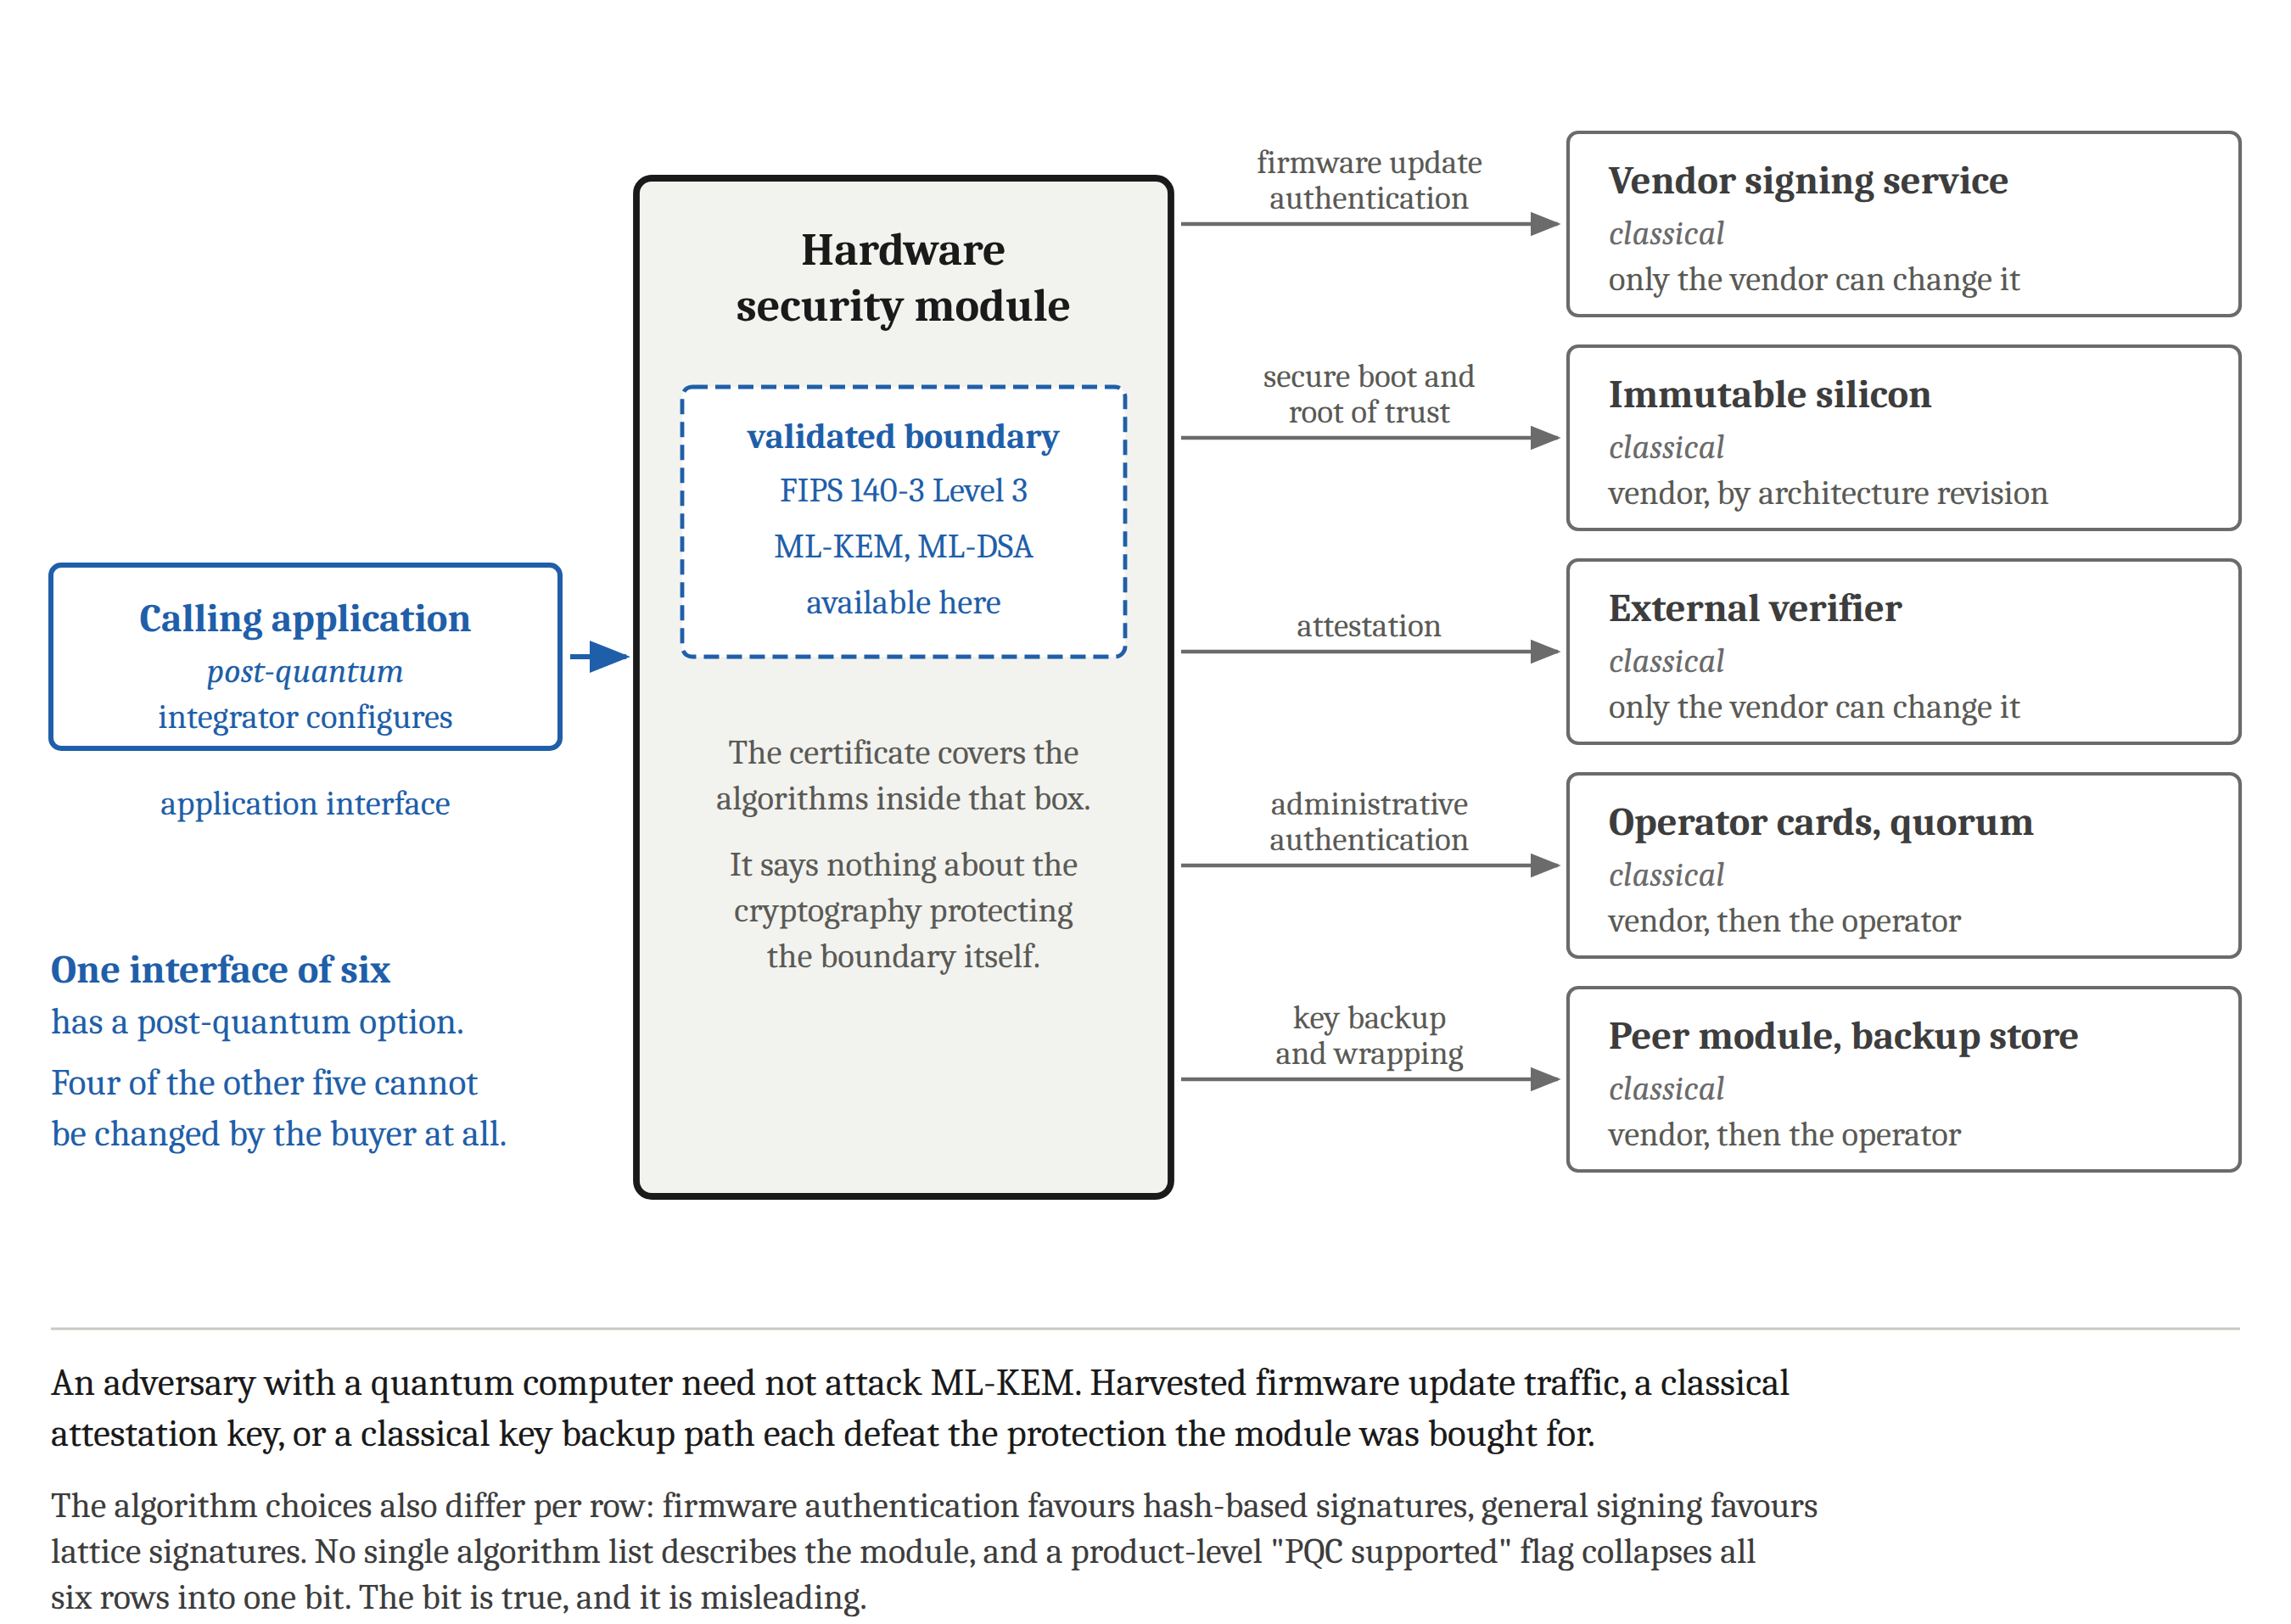 Calling application
post-quantum
integrator configures
application interface
One interface of six
has a post-quantum option.
Four of the other five cannot
be changed by the buyer at all.
Hardware
security module
validated boundary
FIPS 140-3 Level 3
ML-KEM, ML-DSA
available here
The certificate covers the
algorithms inside that box.
It says nothing about the
cryptography protecting
the boundary itself.
firmware update
authentication
Vendor signing service
classical
only the vendor can change it
secure boot and
root of trust
Immutable silicon
classical
vendor, by architecture revision
attestation
External verifier
classical
only the vendor can change it
administrative
authentication
Operator cards, quorum
classical
vendor, then the operator
key backup
and wrapping
Peer module, backup store
classical
vendor, then the operator
An adversary with a quantum computer need not attack ML-KEM. Harvested firmware update traffic, a classical
attestation key, or a classical key backup path each defeat the protection the module was bought for.
The algorithm choices also differ per row: firmware authentication favours hash-based signatures, general signing favours
lattice signatures. No single algorithm list describes the module, and a product-level "PQC supported" flag collapses all
six rows into one bit. The bit is true, and it is misleading.